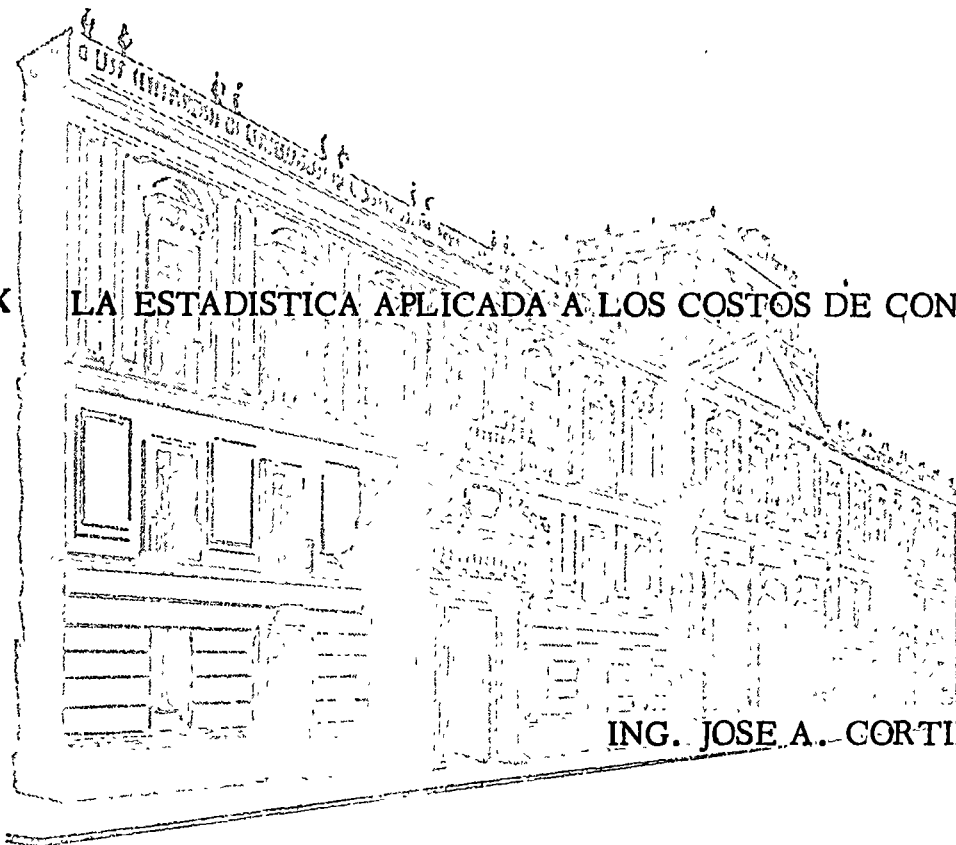 X LA ESTADISTICA APLICADA A LOS COSTOS DE CON
ING. JOSE A. CORTI